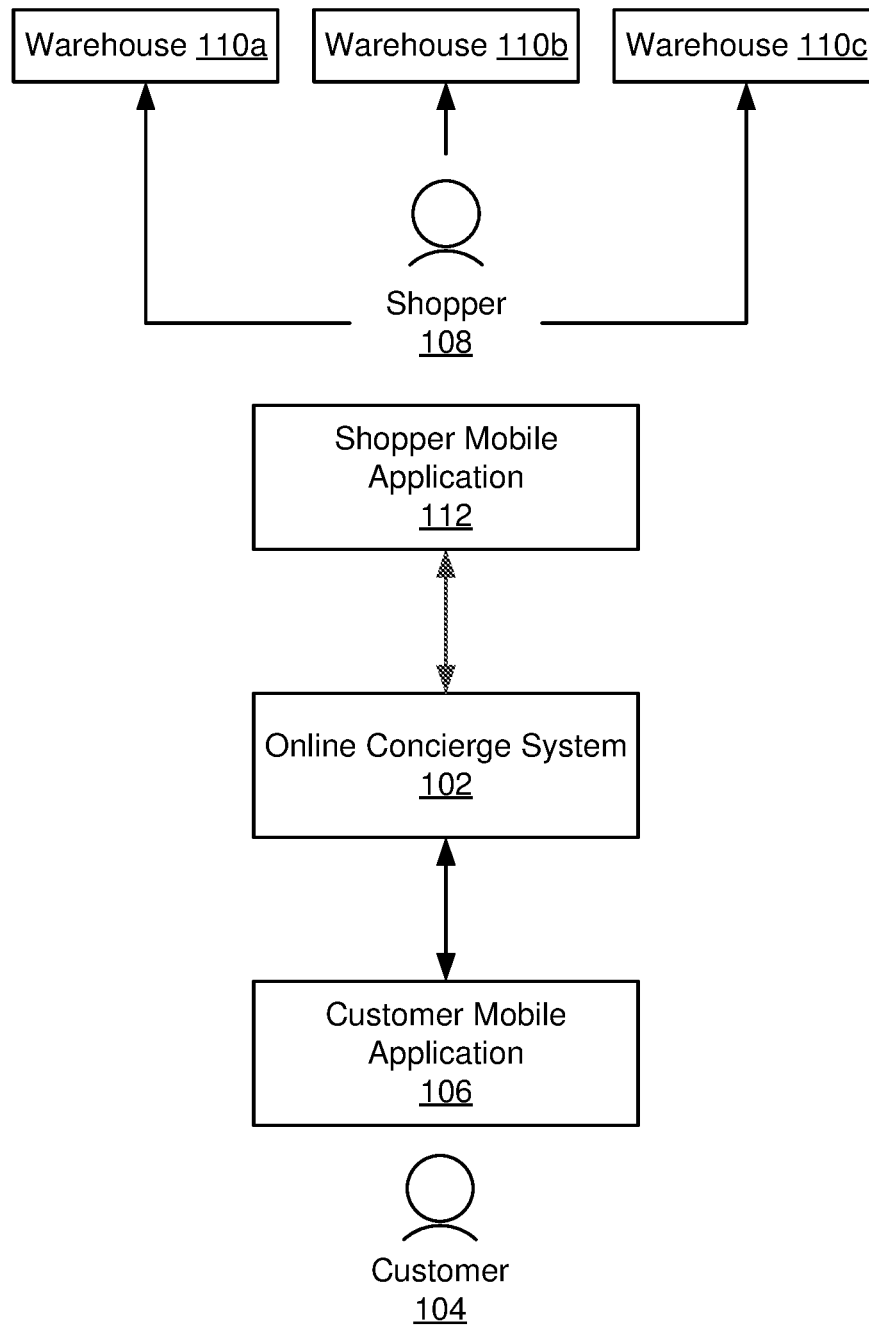 Warehouse 110a
Warehouse 110b
Warehouse 110c
Shopper
108
Shopper Mobile
Application
112
Online Concierge System
102
Customer Mobile
Application
106
Customer
104